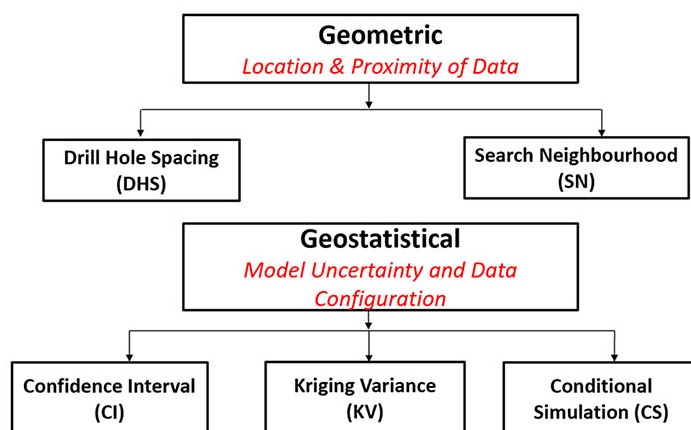 Geometric
Location & Proximity of Data
Drill Hole Spacing
(DHS)
Search Neighbourhood
(SN)
Geostatistical
Model Uncertainty and Data
Configuration
Confidence Interval
(CI)
Kriging Variance
(KV)
Conditional
Simulation (CS)